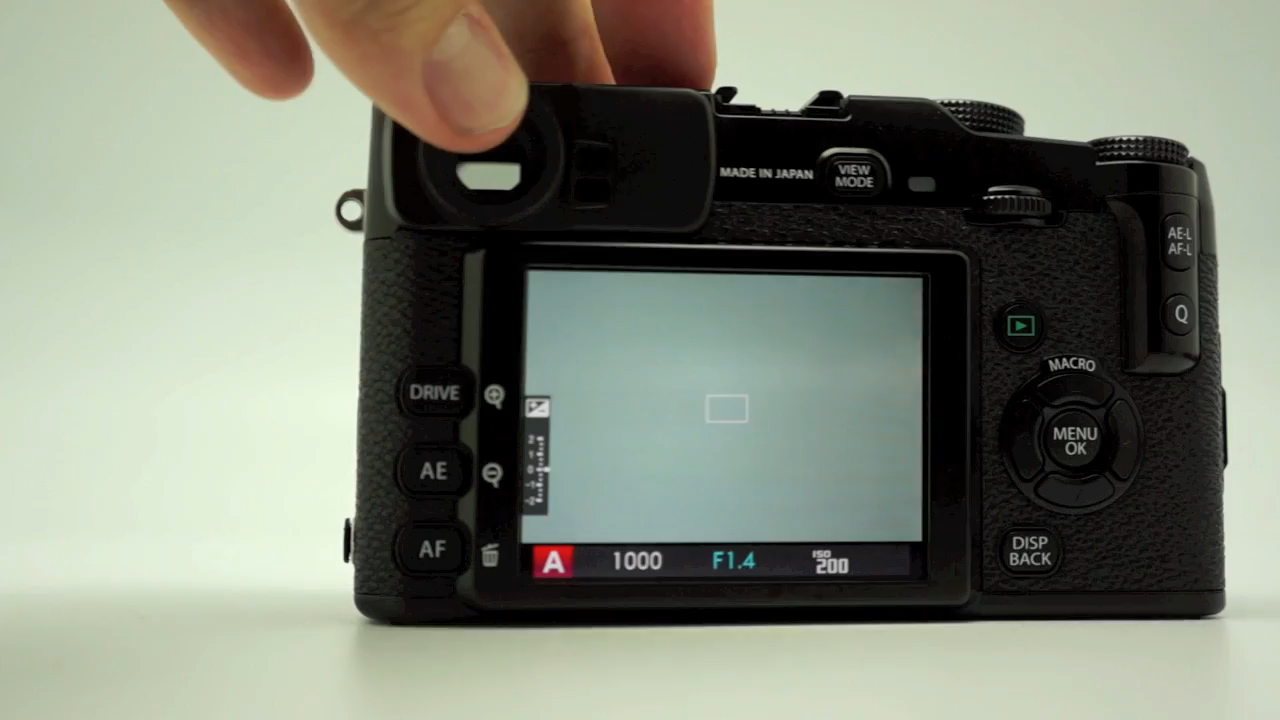 MADE IN JAPAN
VIEW
MODE
AE-L
AF-L
Q
MACRO
DRIVE
MENU
OK
AE
AF
DISP
BACK
A 1000 F1.4 ISO 200